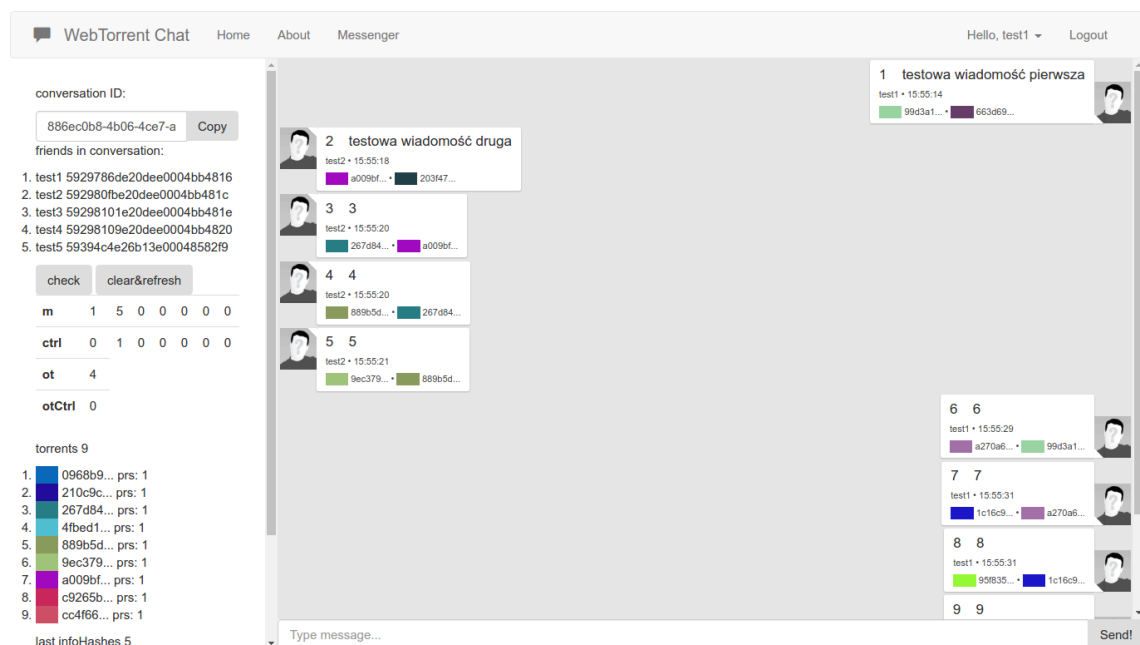 WebTorrent Chat Home About Messenger Hello, test1 Logout
conversation ID:
886ec0b8-4b06-4ce7-a Copy
friends in conversation:
1. test1 5929786de20dee0004bb4816
2. test2 592980fbe20dee0004bb481c
3. test3 59298101e20dee0004bb481e
4. test4 59298109e20dee0004bb4820
5. test5 59394c4e26b13e00048582f9
check clear&refresh
m 1 5 0 0 0 0 0
ctrl 0 1 0 0 0 0 0
ot 4
otCtrl 0
torrents 9
1. 0968b9... prs: 1
2. 210c9c... prs: 1
3. 267d84... prs: 1
4. 4fbed1... prs: 1
5. 889b5d... prs: 1
6. 9ec379... prs: 1
7. a009bf... prs: 1
8. c9265b... prs: 1
9. cc4f66... prs: 1
last infoHashes 5
1 testowa wiadomość pierwsza
test1 • 15:55:14
99d3a1... • 663d69...
2 testowa wiadomość druga
test2 • 15:55:18
a009bf... • 203f47...
3 3
test2 • 15:55:20
267d84... • a009bf...
4 4
test2 • 15:55:20
889b5d... • 267d84...
5 5
test2 • 15:55:21
9ec379... • 889b5d...
6 6
test1 • 15:55:29
a270a6... • 99d3a1...
7 7
test1 • 15:55:31
1c16c9... • a270a6...
8 8
test1 • 15:55:31
95f835... • 1c16c9...
9 9
Type message... Send!